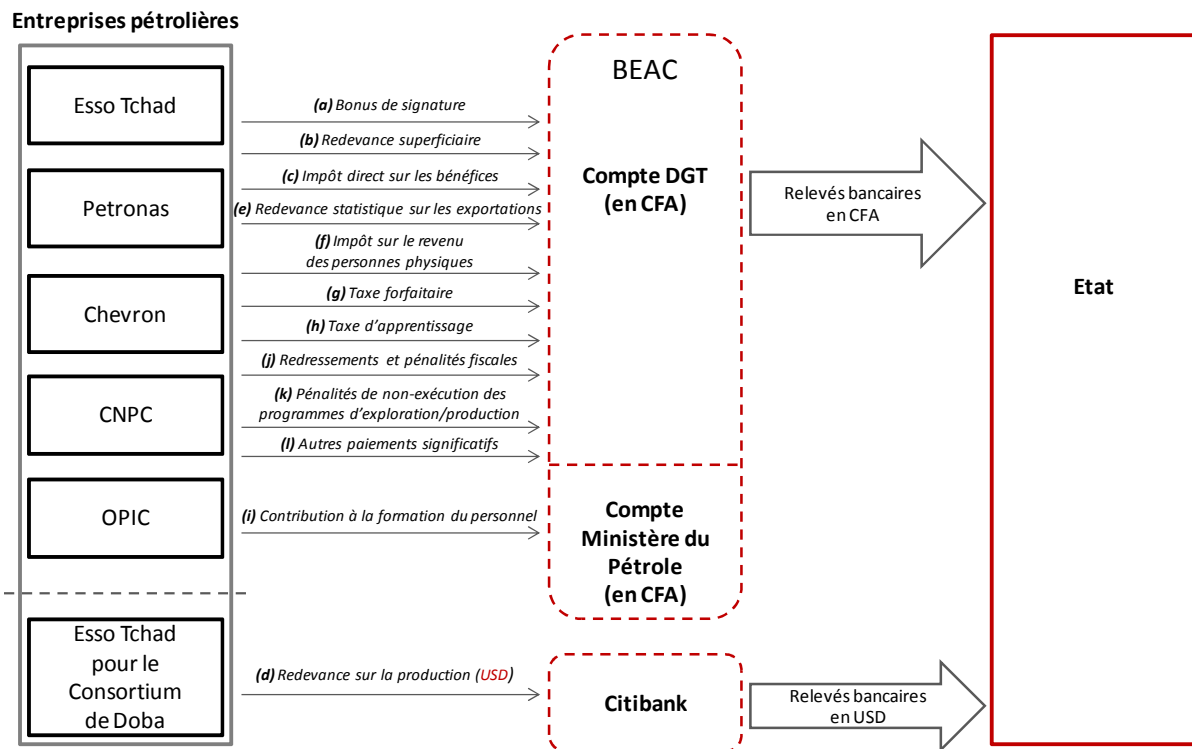 Entreprises pétrolières
Esso Tchad
Petronas
Chevron
CNPC
OPIC
Esso Tchad
pour le
Consortium
de Doba
(a) Bonus de signature
(b) Redevance superficiaire
(c) Impôt direct sur les bénéfices
(e) Redevance statistique sur les exportations
(f) Impôt sur le revenu
des personnes physiques
(g) Taxe forfaitaire
(h) Taxe d'apprentissage
(j) Redressements et pénalités fiscales
(k) Pénalités de non-exécution des
programmes d'exploration/production
(l) Autres paiements significatifs
(i) Contribution à la formation du personnel
(d) Redevance sur la production (USD)
BEAC
Compte DGT
(en CFA)
Compte
Ministère du
Pétrole
(en CFA)
Citibank
Relevés bancaires
en CFA
Relevés bancaires
en USD
Etat